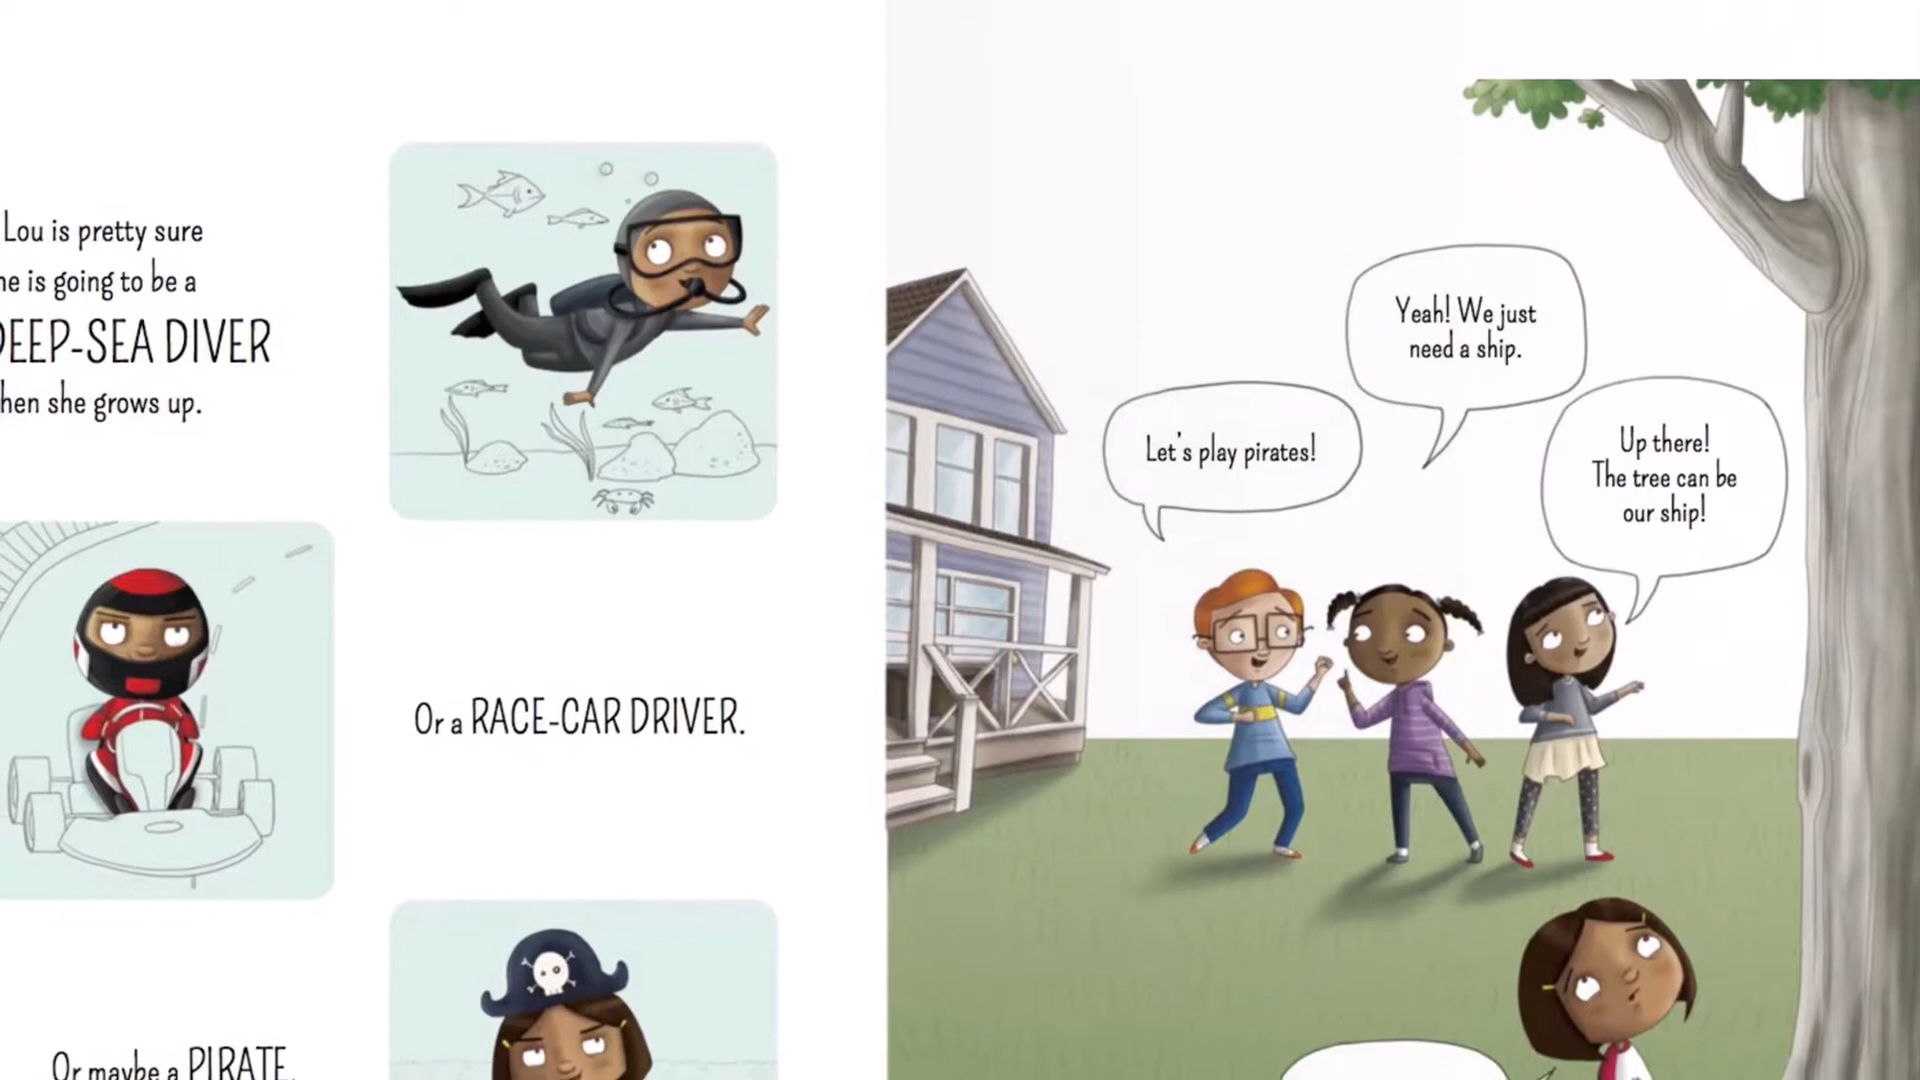 Lou is pretty sure
he is going to be a
DEEP-SEA DIVER
hen she grows up.
Or a RACE-CAR DRIVER.
Or maybe a PIRATE.
Let's play pirates!
Yeah! We just
need a ship.
Up there!
The tree can be
our ship!